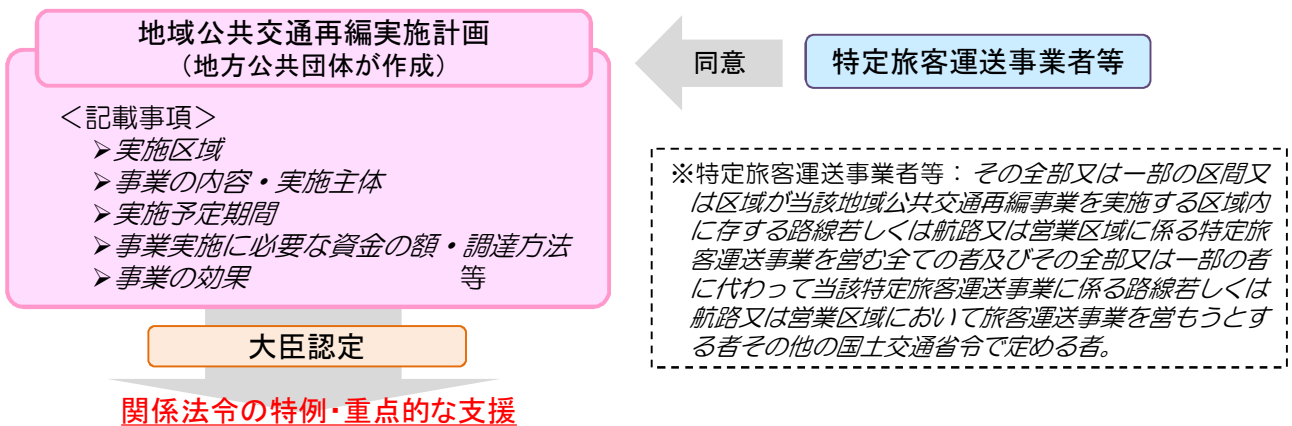 地域公共交通再編実施計画
（地方公共団体が作成）
＜記載事項＞
➢実施区域
➢事業の内容・実施主体
➢実施予定期間
➢事業実施に必要な資金の額・調達方法
➢事業の効果　等
大臣認定
関係法令の特例・重点的な支援
同意
特定旅客運送事業者等
※特定旅客運送事業者等：その全部又は一部の区間又
は区域が当該地域公共交通再編事業を実施する区域内
に存する路線若しくは航路又は営業区域に係る特定旅
客運送事業を営む全ての者及びその全部又は一部の者
に代わって当該特定旅客運送事業に係る路線若しくは
航路又は営業区域において旅客運送事業を営もうとす
る者その他の国土交通省令で定める者。